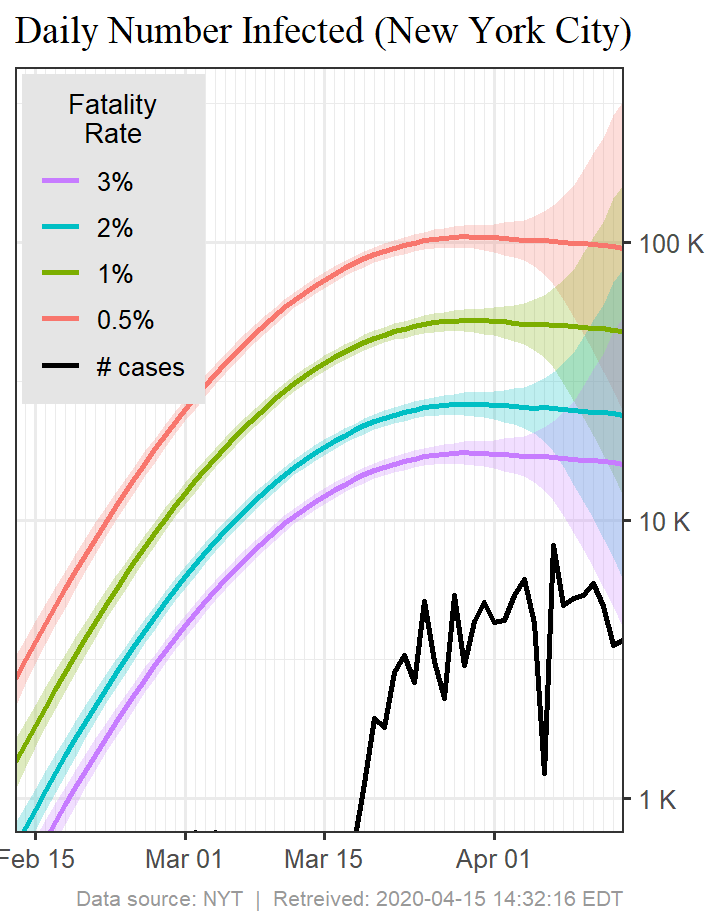 Daily Number Infected (New York City)
Fatality
Rate
3%
2%
1%
0.5%
# cases
100 K
10 K
1 K
Feb 15 Mar 01 Mar 15 Apr 01
Data source: NYT | Retreived: 2020-04-15 14:32:16 EDT